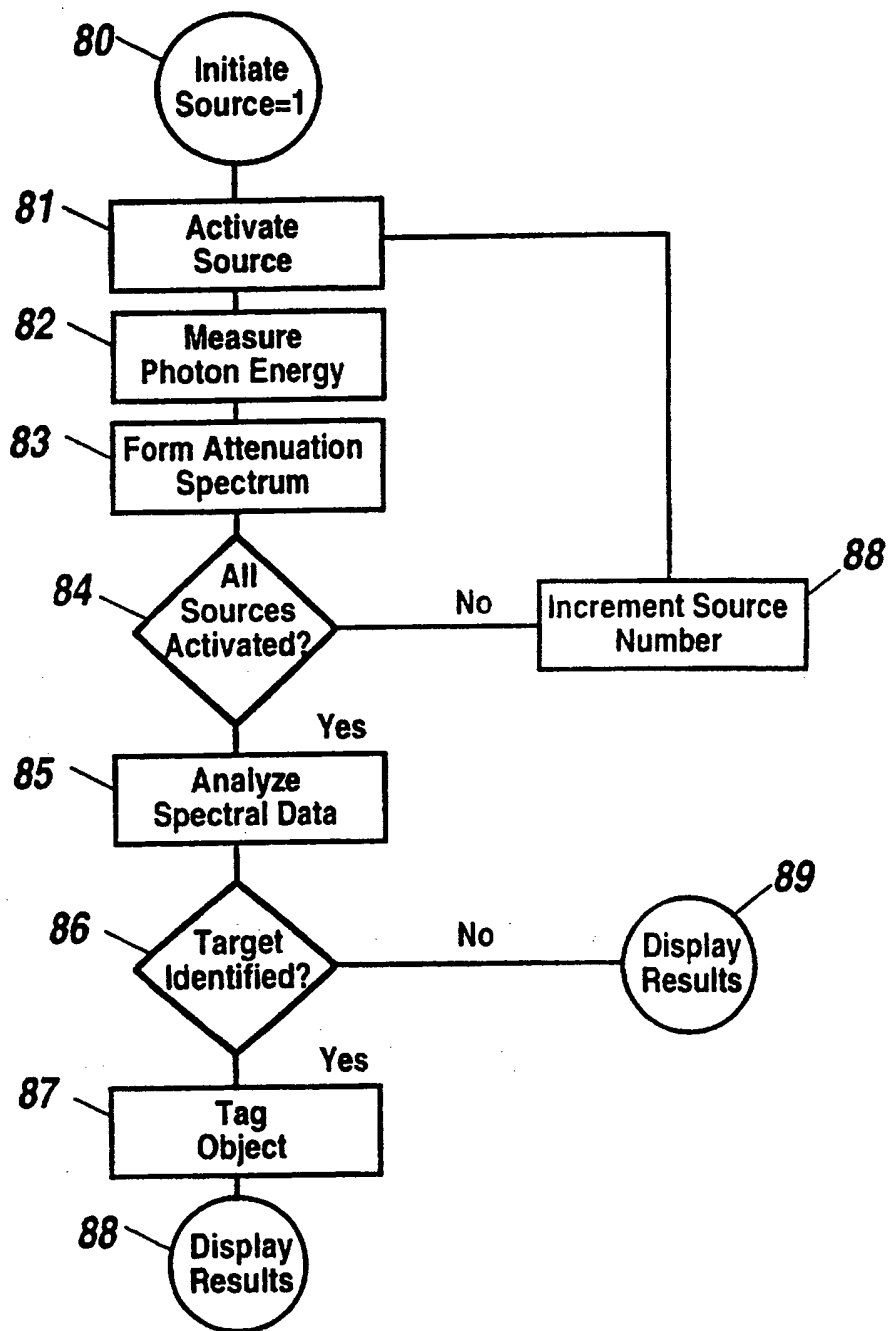 80
Initiate
Source=1
81
Activate
Source
82
Measure
Photon Energy
83
Form Attenuation
Spectrum
84
All
Sources
Activated?
No
88
Increment Source
Number
Yes
85
Analyze
Spectral Data
86
Target
Identified?
No
89
Display
Results
Yes
87
Tag
Object
88
Display
Results